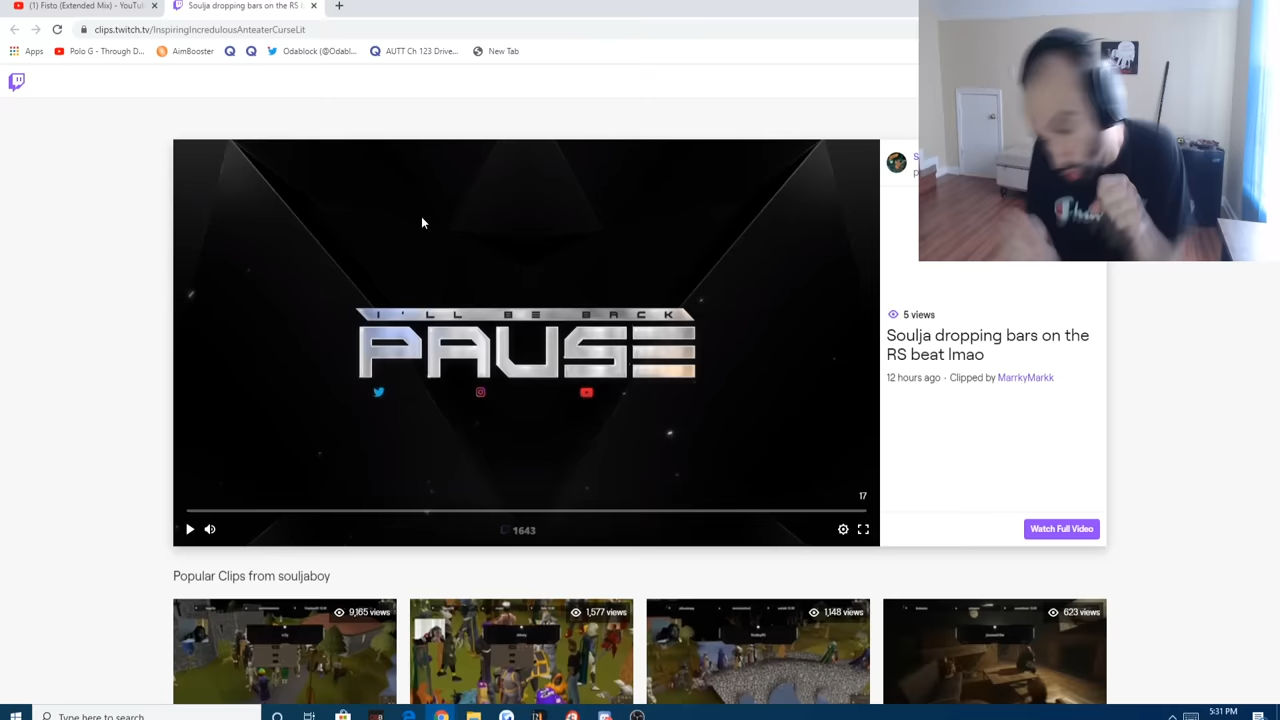 (1) Fisto (Extended Mix) - YouTu
Soulja dropping bars on the RS l
clips.twitch.tv/InspiringIncredulousAnteaterCurseLit
Apps
Polo G - Through D...
AimBooster
Odablock (@Odabl...
AUTT Ch 123 Drive...
New Tab
I'LL BE BACK
PAUSE
17
1643
S
p
5 views
Soulja dropping bars on the
RS beat lmao
12 hours ago · Clipped by MarrkyMarkk
Watch Full Video
Popular Clips from souljaboy
9,165 views
1,577 views
1,148 views
623 views
Type here to search
5:31 PM